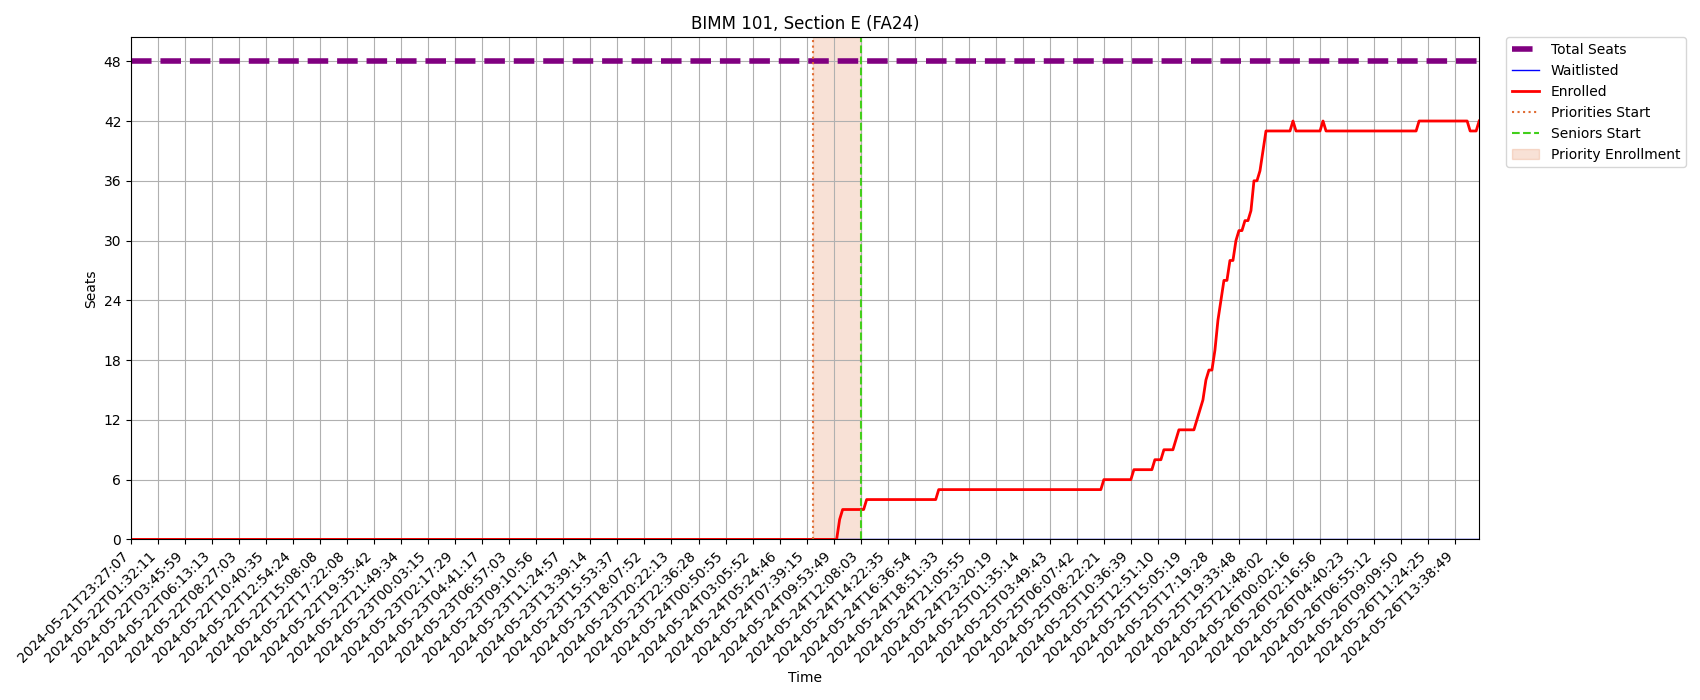 BIMM 101, Section E (FA24)
Total Seats
Waitlisted
Enrolled
Priorities Start
Seniors Start
Priority Enrollment
Seats
48
42
36
30
24
18
12
6
0
2024-05-21T23:27:07
2024-05-22T01:32:11
2024-05-22T03:45:59
2024-05-22T06:13:13
2024-05-22T08:27:03
2024-05-22T10:40:35
2024-05-22T12:54:24
2024-05-22T15:08:08
2024-05-22T17:22:08
2024-05-22T19:35:42
2024-05-22T21:49:34
2024-05-23T00:03:15
2024-05-23T02:17:29
2024-05-23T04:41:17
2024-05-23T06:57:03
2024-05-23T09:10:56
2024-05-23T11:24:57
2024-05-23T13:39:14
2024-05-23T15:53:37
2024-05-23T18:07:52
2024-05-23T20:22:13
2024-05-23T22:36:28
2024-05-24T00:50:55
2024-05-24T03:05:52
2024-05-24T05:24:46
2024-05-24T07:39:15
2024-05-24T09:53:49
2024-05-24T12:08:03
2024-05-24T14:22:35
2024-05-24T16:36:54
2024-05-24T18:51:33
2024-05-24T21:05:55
2024-05-24T23:20:19
2024-05-25T01:35:14
2024-05-25T03:49:43
2024-05-25T06:07:42
2024-05-25T08:22:21
2024-05-25T10:36:39
2024-05-25T12:51:10
2024-05-25T15:05:19
2024-05-25T17:19:28
2024-05-25T19:33:48
2024-05-25T21:48:02
2024-05-26T00:02:16
2024-05-26T02:16:56
2024-05-26T04:40:23
2024-05-26T06:55:12
2024-05-26T09:09:50
2024-05-26T11:24:25
2024-05-26T13:38:49
Time